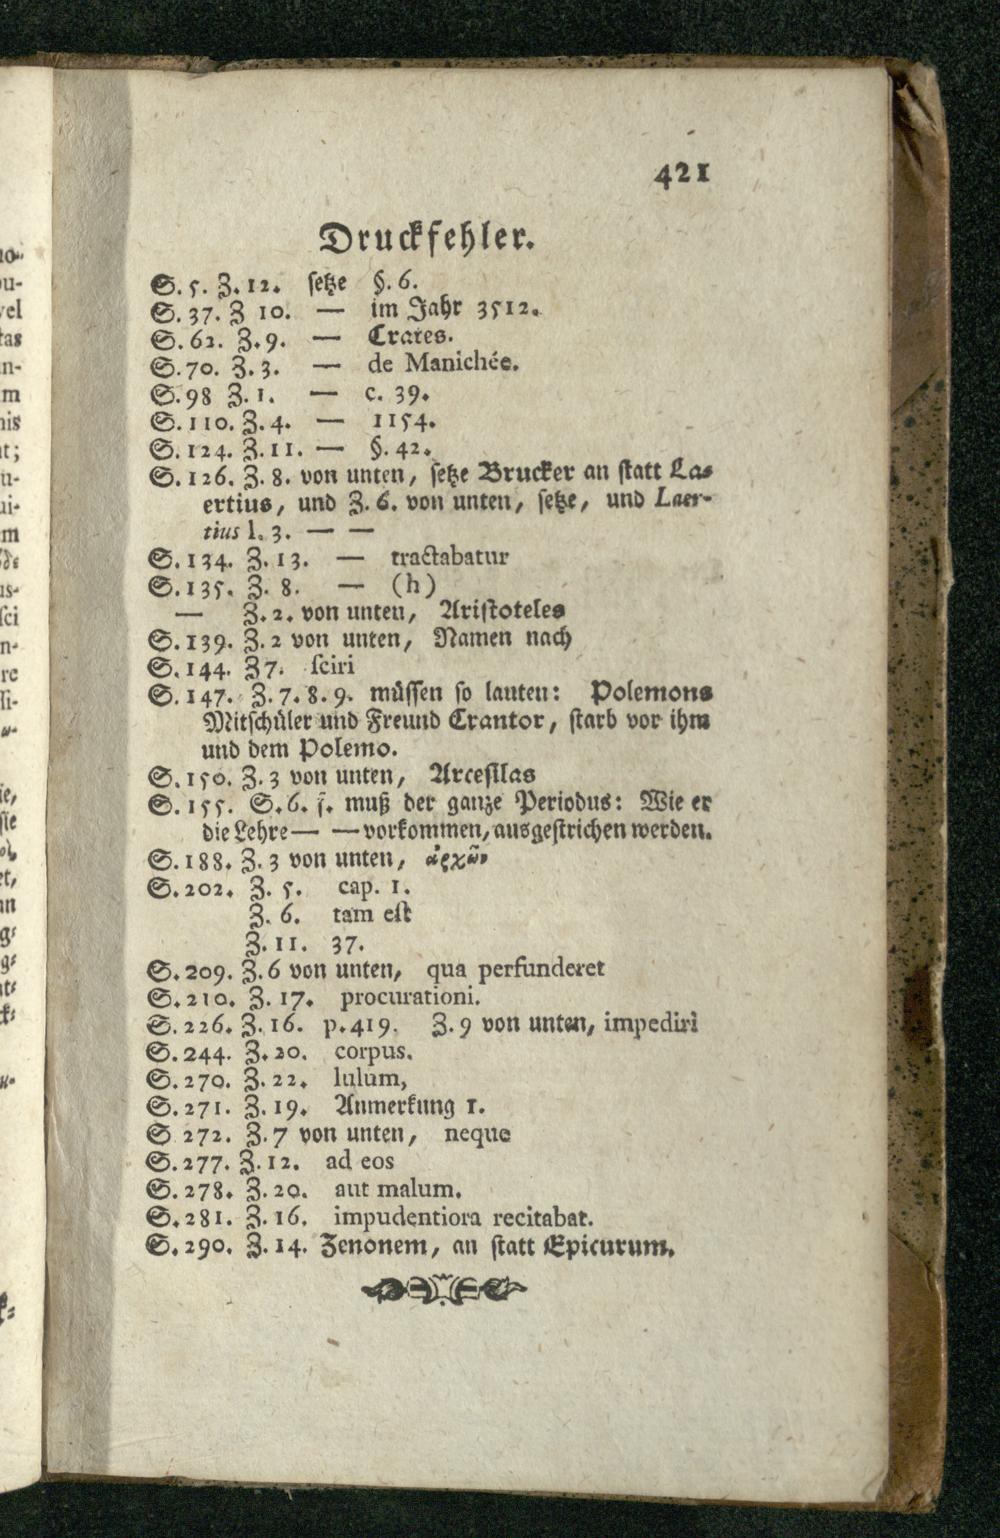 421
Druckfehler.
S. 5. Z. 12. setze §. 6.
S. 37. Z 10. — im Jahr 3512.
S. 62. Z. 9. — Crates.
S. 70. Z. 3. — de Manichée.
S. 98 Z. 1. — c. 39.
S. 110. Z. 4. — 1154.
S. 124. Z. 11. — §. 42.
S. 126. Z. 8. von unten, setze Brucker an statt La-
ertius, und Z. 6. von unten, setze, und Laer-
tius l. 3. — —
S. 134. Z. 13. — tractabatur
S. 135. Z. 8. — (h)
— Z. 2. von unten, Aristoteles
S. 139. Z. 2 von unten, Namen nach
S. 144. Z 7. sciri
S. 147. Z. 7. 8. 9. müssen so lauten: Polemons
Mitschüler und Freund Crantor, starb vor ihm
und dem Polemo.
S. 150. Z. 3 von unten, Arcesilas
S. 155. S. 6. f. muß der ganze Periodus: Wie er
die Lehre — — vorkommen, ausgestrichen werden.
S. 188. Z. 3 von unten, ἀρχῶν
S. 202. Z. 5. cap. 1.
Z. 6. tam est
Z. 11. 37.
S. 209. Z. 6 von unten, qua perfunderet
S. 210. Z. 17. procurationi.
S. 226. Z. 16. p. 419. Z. 9 von unten, impediri
S. 244. Z. 20. corpus.
S. 270. Z. 22. lulum,
S. 271. Z. 19. Anmerkung 1.
S 272. Z. 7 von unten, neque
S. 277. Z. 12. ad eos
S. 278. Z. 20. aut malum.
S. 281. Z. 16. impudentiora recitabat.
S. 290. Z. 14. Zenonem, an statt Epicurum.